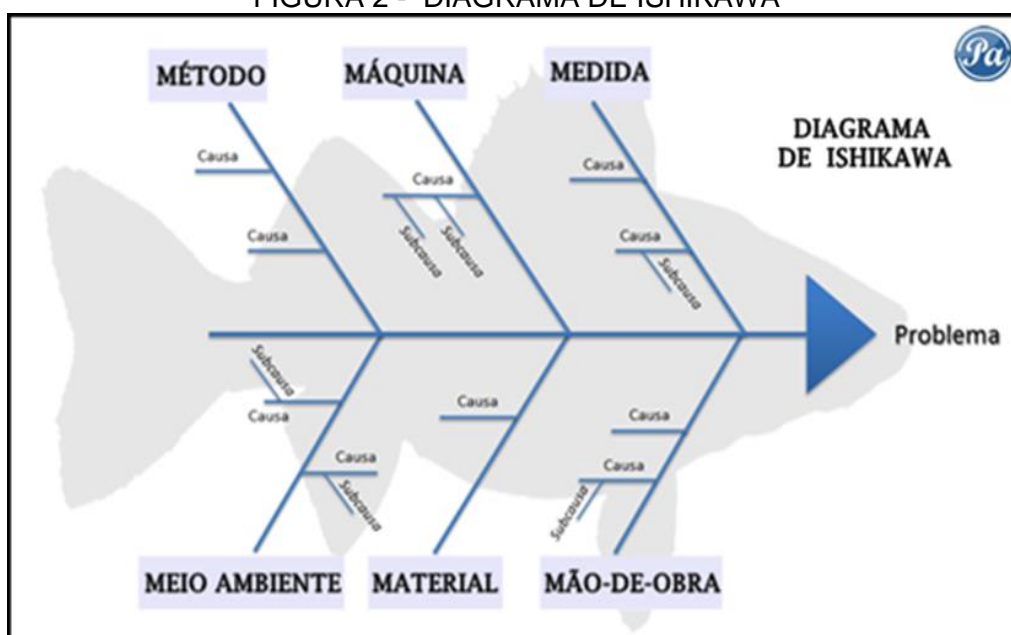 FIGURA 2 - DIAGRAMA DE ISHIKAWA
Pa
MÉTODO
MÁQUINA
MEDIDA
DIAGRAMA
DE ISHIKAWA
Causa
Causa
Causa
Subcausa
Subcausa
Causa
Causa
Subcausa
Problema
Subcausa
Causa
Causa
Subcausa
Causa
Causa
Causa
Subcausa
MEIO AMBIENTE
MATERIAL
MÃO-DE-OBRA